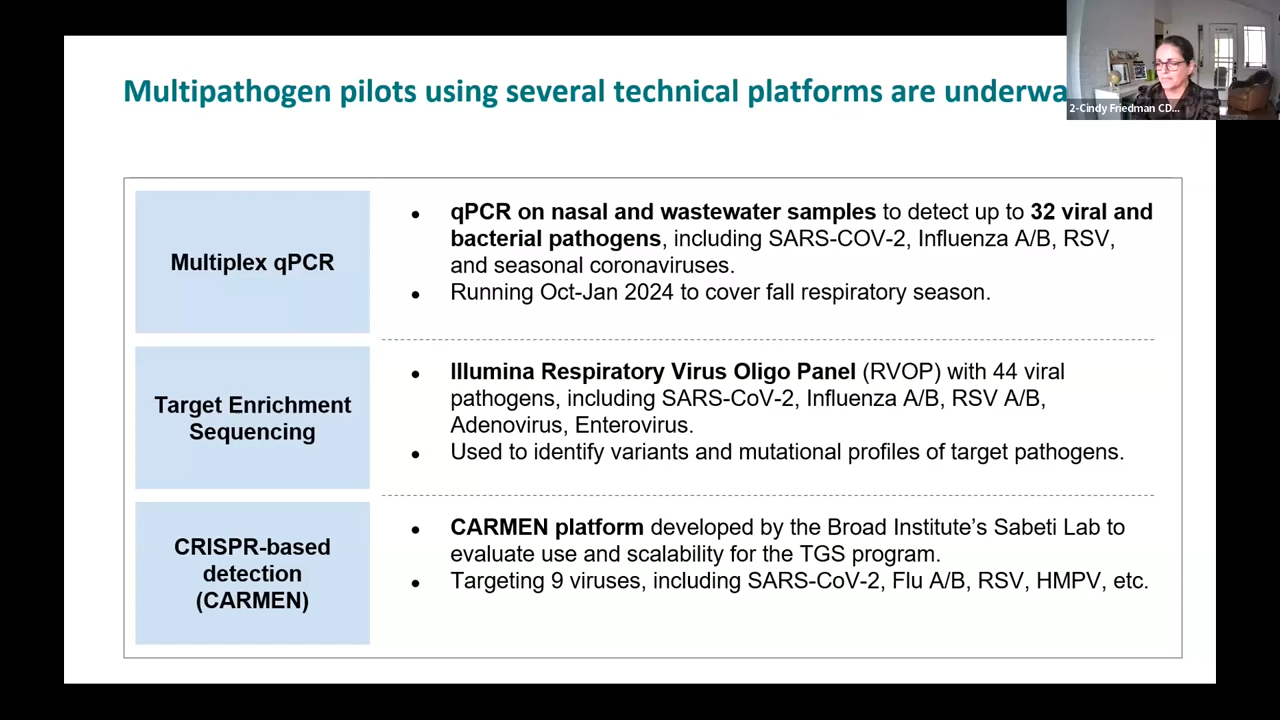 Multipathogen pilots using several technical platforms are underwa
2-Cindy Friedman CD...
Multiplex qPCR
● qPCR on nasal and wastewater samples to detect up to 32 viral and
bacterial pathogens, including SARS-COV-2, Influenza A/B, RSV,
and seasonal coronaviruses.
● Running Oct-Jan 2024 to cover fall respiratory season.
Target Enrichment
Sequencing
● Illumina Respiratory Virus Oligo Panel (RVOP) with 44 viral
pathogens, including SARS-CoV-2, Influenza A/B, RSV A/B,
Adenovirus, Enterovirus.
● Used to identify variants and mutational profiles of target pathogens.
CRISPR-based
detection
(CARMEN)
● CARMEN platform developed by the Broad Institute’s Sabeti Lab to
evaluate use and scalability for the TGS program.
● Targeting 9 viruses, including SARS-CoV-2, Flu A/B, RSV, HMPV, etc.